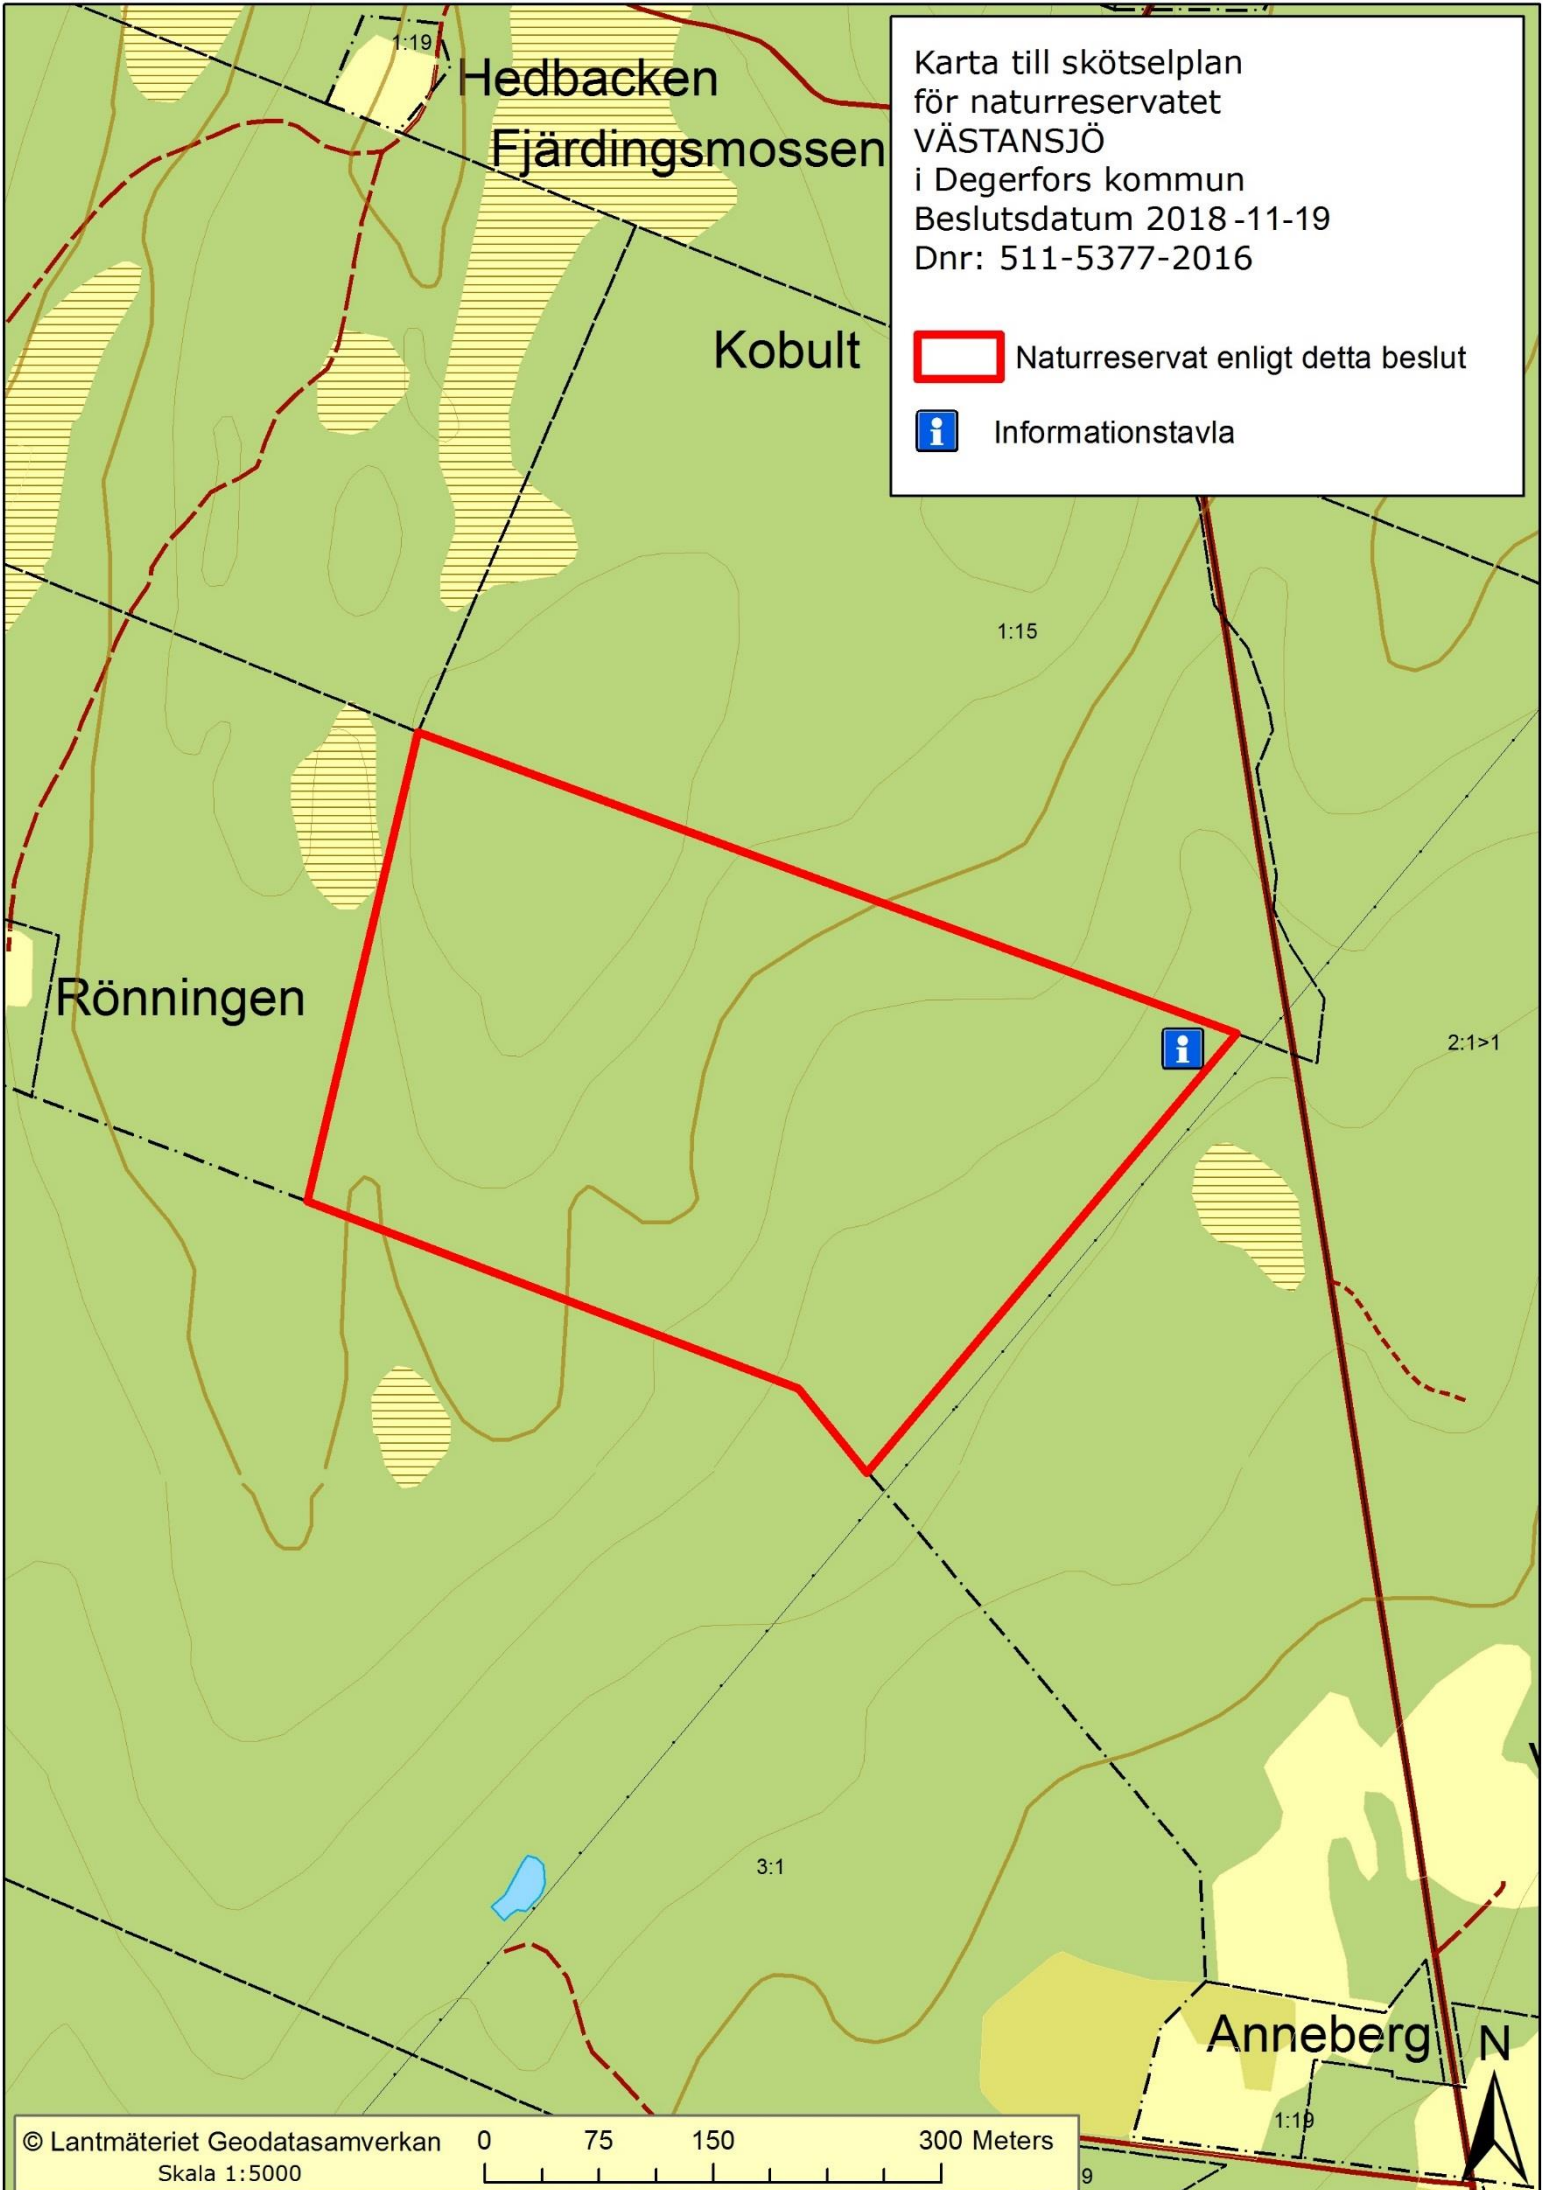 1:19
Hedbacken
Fjärdingsmossen
Karta till skötselplan
för naturreservatet
VÄSTANSJÖ
i Degerfors kommun
Beslutsdatum 2018-11-19
Dnr: 511-5377-2016
Naturreservat enligt detta beslut
i Informationstavla
Kobult
1:15
Rönningen
i
2:1>1
3:1
Anneberg
N
1:19
9
© Lantmäteriet Geodatasamverkan
Skala 1:5000
0 75 150 300 Meters